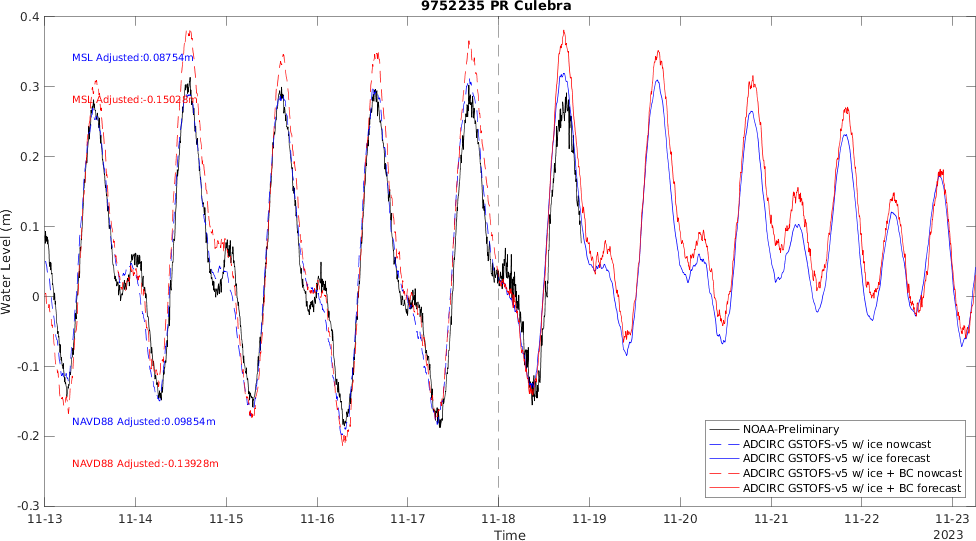 9752235 PR Culebra
0.4
0.3
0.2
0.1
0
-0.1
-0.2
-0.3
Water Level (m)
MSL Adjusted:0.08754m
MSL Adjusted:-0.15028m
NAVD88 Adjusted:0.09854m
NAVD88 Adjusted:-0.13928m
NOAA-Preliminary
ADCIRC GSTOFS-v5 w/ ice nowcast
ADCIRC GSTOFS-v5 w/ ice forecast
ADCIRC GSTOFS-v5 w/ ice + BC nowcast
ADCIRC GSTOFS-v5 w/ ice + BC forecast
11-13 11-14 11-15 11-16 11-17 11-18 11-19 11-20 11-21 11-22 11-23
Time
2023